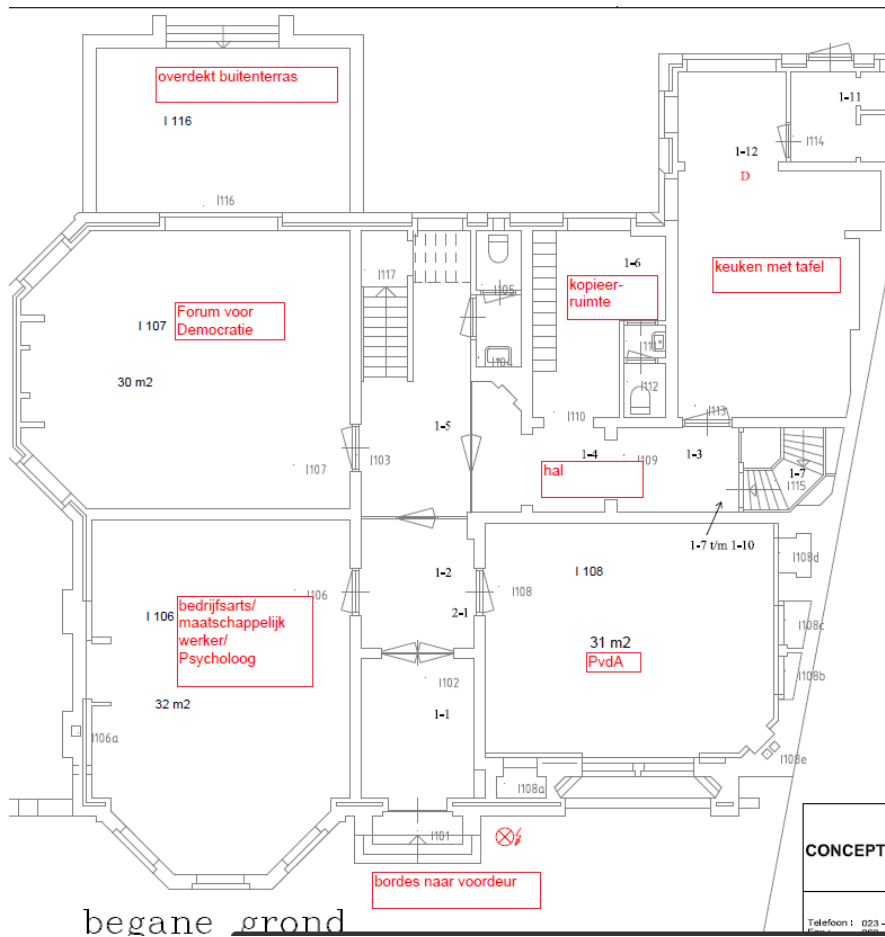 overdekt buitenterras
I 116
I116
1-11
I114
1-12
D
keuken met tafel
I117
I105
1-6
kopieer-
ruimte
Forum voor
Democratie
I 107
30 m2
I104
I111
I112
I110
I113
1-5
I103
I107
1-4
I109
1-3
hal
1-7
I115
1-7 t/m 1-10
I108d
1-2
I106
2-1
I108
I 108
31 m2
PvdA
I108c
I108b
I108e
I 106
bedrijfsarts/
maatschappelijk
werker/
Psycholoog
32 m2
I106a
I102
1-1
I108a
I101
bordes naar voordeur
begane grond
CONCEPT
Telefoon : 023 -